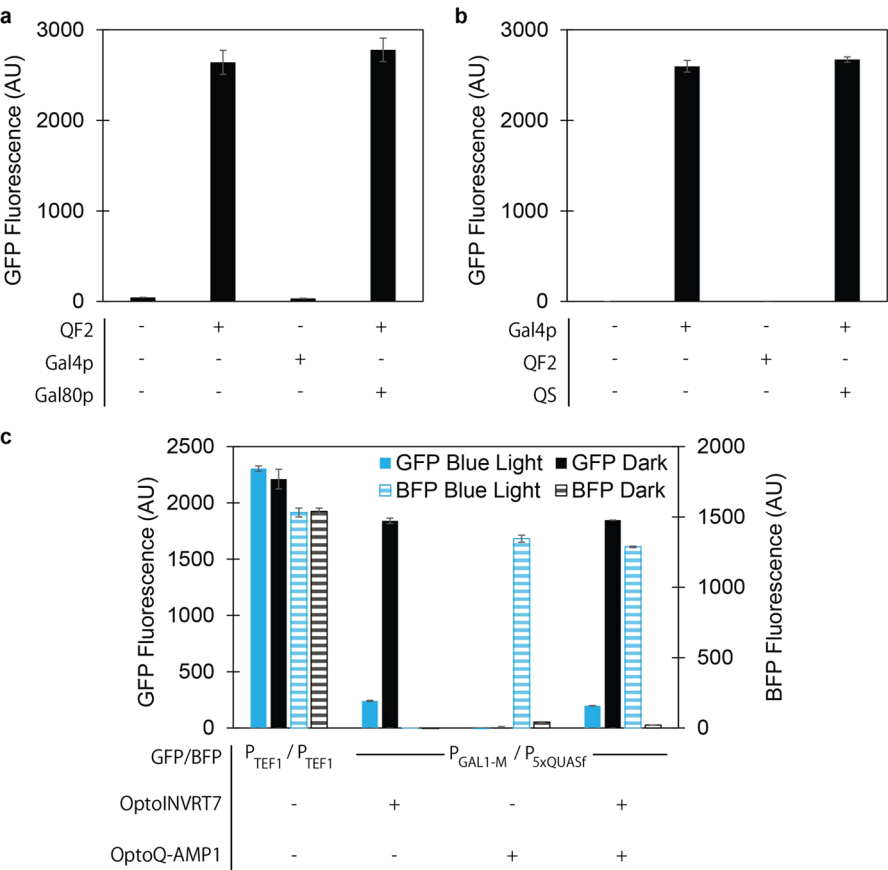 a
GFP Fluorescence (AU)
3000
2000
1000
0
QF2 - + - +
Gal4p - - + -
Gal80p - - - +
b
GFP Fluorescence (AU)
3000
2000
1000
0
Gal4p - + - +
QF2 - - + -
QS - - - +
c
GFP Fluorescence (AU)
2500
2000
1500
1000
500
0
GFP Blue Light GFP Dark
BFP Blue Light BFP Dark
2000
1500
1000
500
0
BFP Fluorescence (AU)
GFP/BFP PTEF1 / PTEF1 PGAL1-M / P5xQUASf
OptoINVRT7 - + - +
OptoQ-AMP1 - - + +